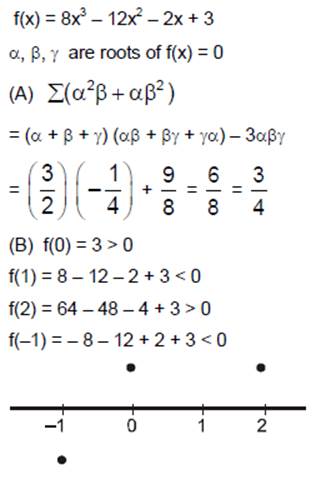 f(x) = 8x³ – 12x² – 2x + 3
α, β, γ are roots of f(x) = 0
(A) Σ(α²β + αβ²)
= (α + β + γ) (αβ + βγ + γα) – 3αβγ
= (3/2) (–1/4) + 9/8 = 6/8 = 3/4
(B) f(0) = 3 > 0
f(1) = 8 – 12 – 2 + 3 < 0
f(2) = 64 – 48 – 4 + 3 > 0
f(–1) = – 8 – 12 + 2 + 3 < 0
–1 0 1 2